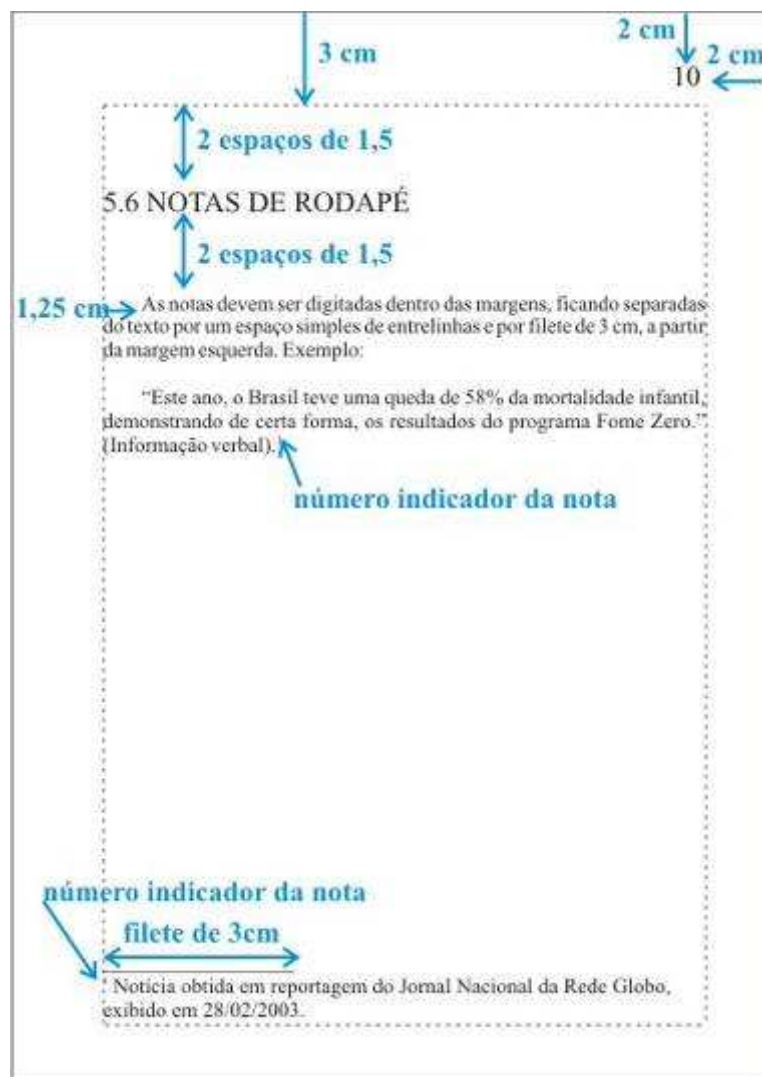 2 cm
3 cm
2 cm
10
2 espaços de 1,5
5.6 NOTAS DE RODAPÉ
2 espaços de 1,5
1,25 cm
As notas devem ser digitadas dentro das margens, ficando separadas
do texto por um espaço simples de entrelinhas e por filete de 3 cm, a partir
da margem esquerda. Exemplo:
“Este ano, o Brasil teve uma queda de 58% da mortalidade infantil,
demonstrando de certa forma, os resultados do programa Fome Zero.”
(Informação verbal).
número indicador da nota
número indicador da nota
filete de 3cm
Notícia obtida em reportagem do Jornal Nacional da Rede Globo,
exibido em 28/02/2003.